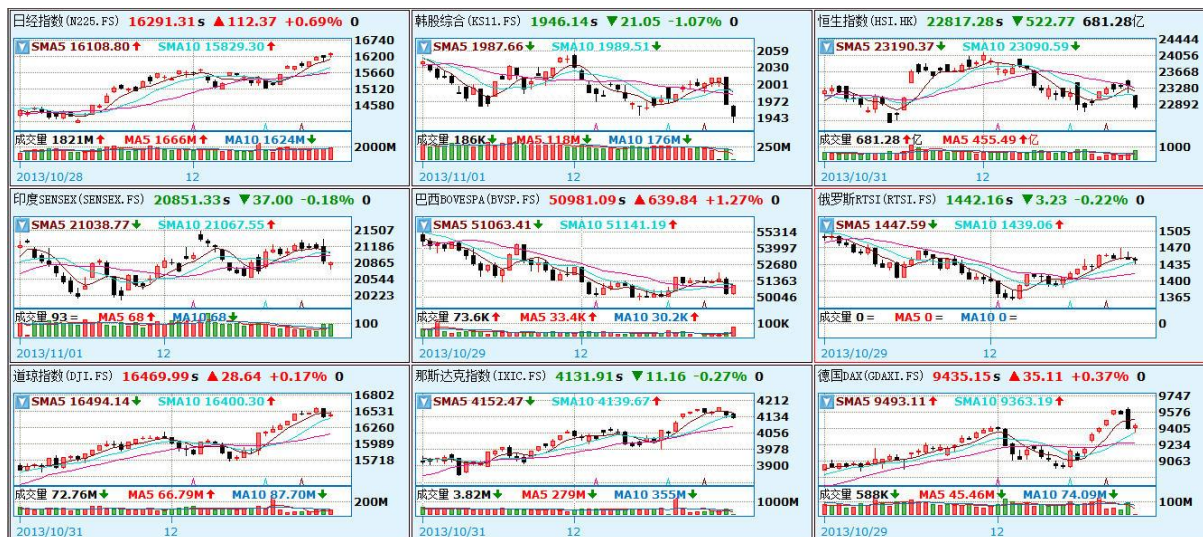 日经指数(N225.FS) 16291.31s ▲112.37 +0.69% 0
SMA5 16108.80↑ SMA10 15829.30↑
16740
16200
15660
15120
14580
成交量 1821M↑ MA5 1666M↑ MA10 1624M↓
2000M
2013/10/28 12
韩股综合(KS11.FS) 1946.14s ▼21.05 -1.07% 0
SMA5 1987.66↓ SMA10 1989.51↓
2059
2030
2001
1972
1943
成交量 186K↓ MA5 118M↓ MA10 176M↓
250M
2013/11/01 12
恒生指数(HSI.HK) 22817.28s ▼522.77 681.28亿
SMA5 23190.37↓ SMA10 23090.59↓
24444
24056
23668
23280
22892
成交量 681.28↑亿 MA5 455.49↑亿
1000
2013/10/31 12
印度SENSEX(SENSEX.FS) 20851.33s ▼37.00 -0.18% 0
SMA5 21038.77↓ SMA10 21067.55↑
21507
21186
20865
20544
20223
成交量 93= MA5 68↑ MA10 68↓
100
2013/11/01 12
巴西BOVESPA(BVSP.FS) 50981.09s ▲639.84 +1.27% 0
SMA5 51063.41↓ SMA10 51141.19↑
55314
53997
52680
51363
50046
成交量 73.6K↑ MA5 33.4K↑ MA10 30.2K↑
100K
2013/10/29 12
俄罗斯RTSI(RTSI.FS) 1442.16s ▼3.23 -0.22% 0
SMA5 1447.59↓ SMA10 1439.06↑
1505
1470
1435
1400
1365
成交量 0= MA5 0= MA10 0=
0
2013/10/29 12
道琼指数(DJI.FS) 16469.99s ▲28.64 +0.17% 0
SMA5 16494.14↓ SMA10 16400.30↑
16802
16531
16260
15989
15718
成交量 72.76M↓ MA5 66.79M↑ MA10 87.70M↓
200M
2013/10/31 12
那斯达克指数(IXIC.FS) 4131.91s ▼11.16 -0.27% 0
SMA5 4152.47↓ SMA10 4139.67↑
4212
4134
4056
3978
3900
成交量 3.82M↓ MA5 279M↓ MA10 355M↓
1000M
2013/10/31 12
德国DAX(GDAXI.FS) 9435.15s ▲35.11 +0.37% 0
SMA5 9493.11↑ SMA10 9363.19↑
9747
9576
9405
9234
9063
成交量 588K↓ MA5 45.46M↓ MA10 74.09M↓
100M
2013/10/29 12